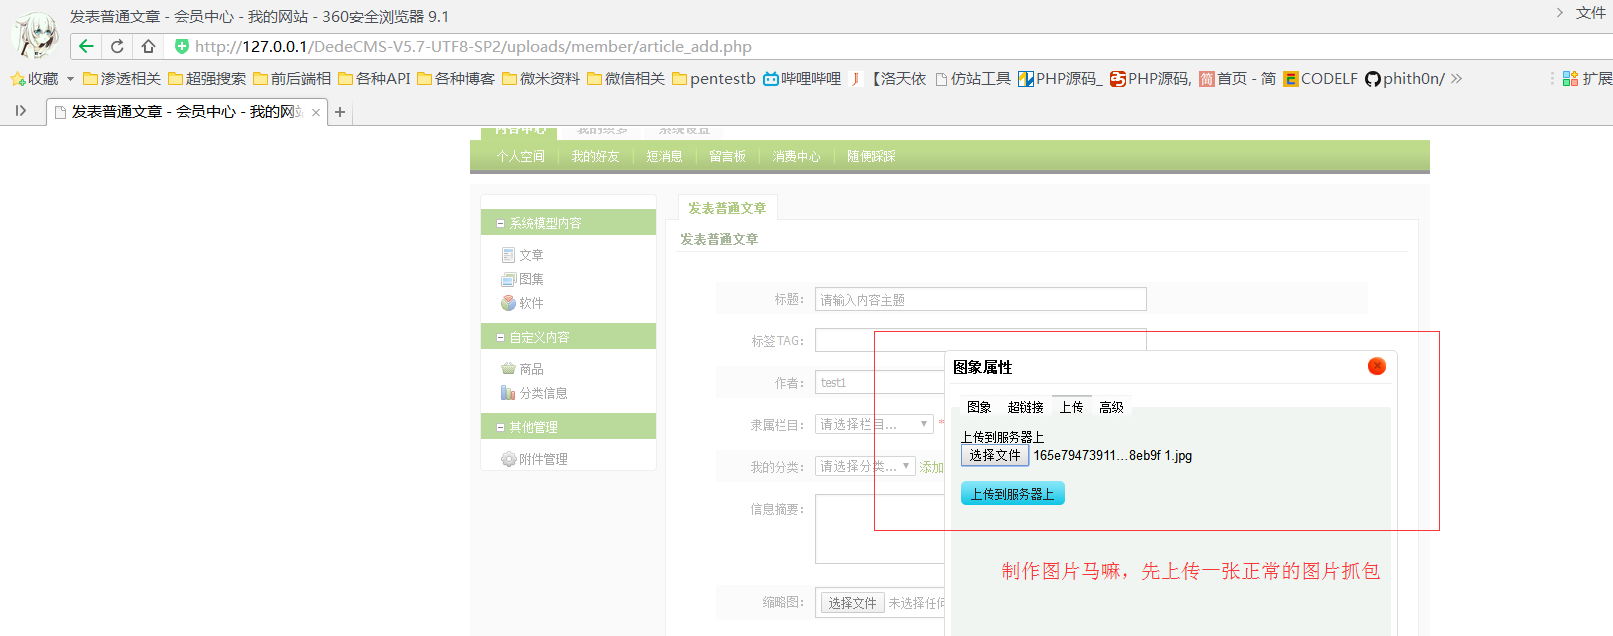 发表普通文章 - 会员中心 - 我的网站 - 360安全浏览器 9.1
文件
http://127.0.0.1/DedeCMS-V5.7-UTF8-SP2/uploads/member/article_add.php
收藏 渗透相关 超强搜索 前后端相 各种API 各种博客 微米资料 微信相关 pentestb 哔哩哔哩 【洛天依 仿站工具 PHP源码_ PHP源码, 简 首页 - 简 E CODELF phith0n/ » 扩展
发表普通文章 - 会员中心 - 我的网站 × +
内容中心 系统设置
个人空间 我的好友 短消息 留言板 消费中心 随便踩踩
系统模型内容
文章
图集
软件
自定义内容
商品
分类信息
其他管理
附件管理
发表普通文章
发表普通文章
标题： 请输入内容主题
标签TAG：
作者： test1
隶属栏目： 请选择栏目... *
我的分类： 请选择分类... 添加
信息摘要：
缩略图： 选择文件 未选择任何
图象属性
图象 超链接 上传 高级
上传到服务器上
选择文件 165e79473911...8eb9f 1.jpg
上传到服务器上
制作图片马嘛，先上传一张正常的图片抓包